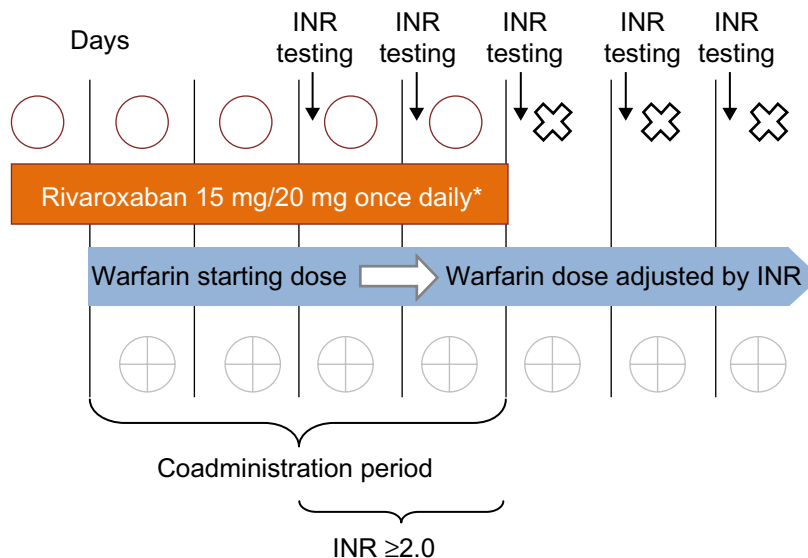 Days
INR
testing
INR
testing
INR
testing
INR
testing
INR
testing
Rivaroxaban 15 mg/20 mg once daily*
Warfarin starting dose
Warfarin dose adjusted by INR
Coadministration period
INR ≥2.0